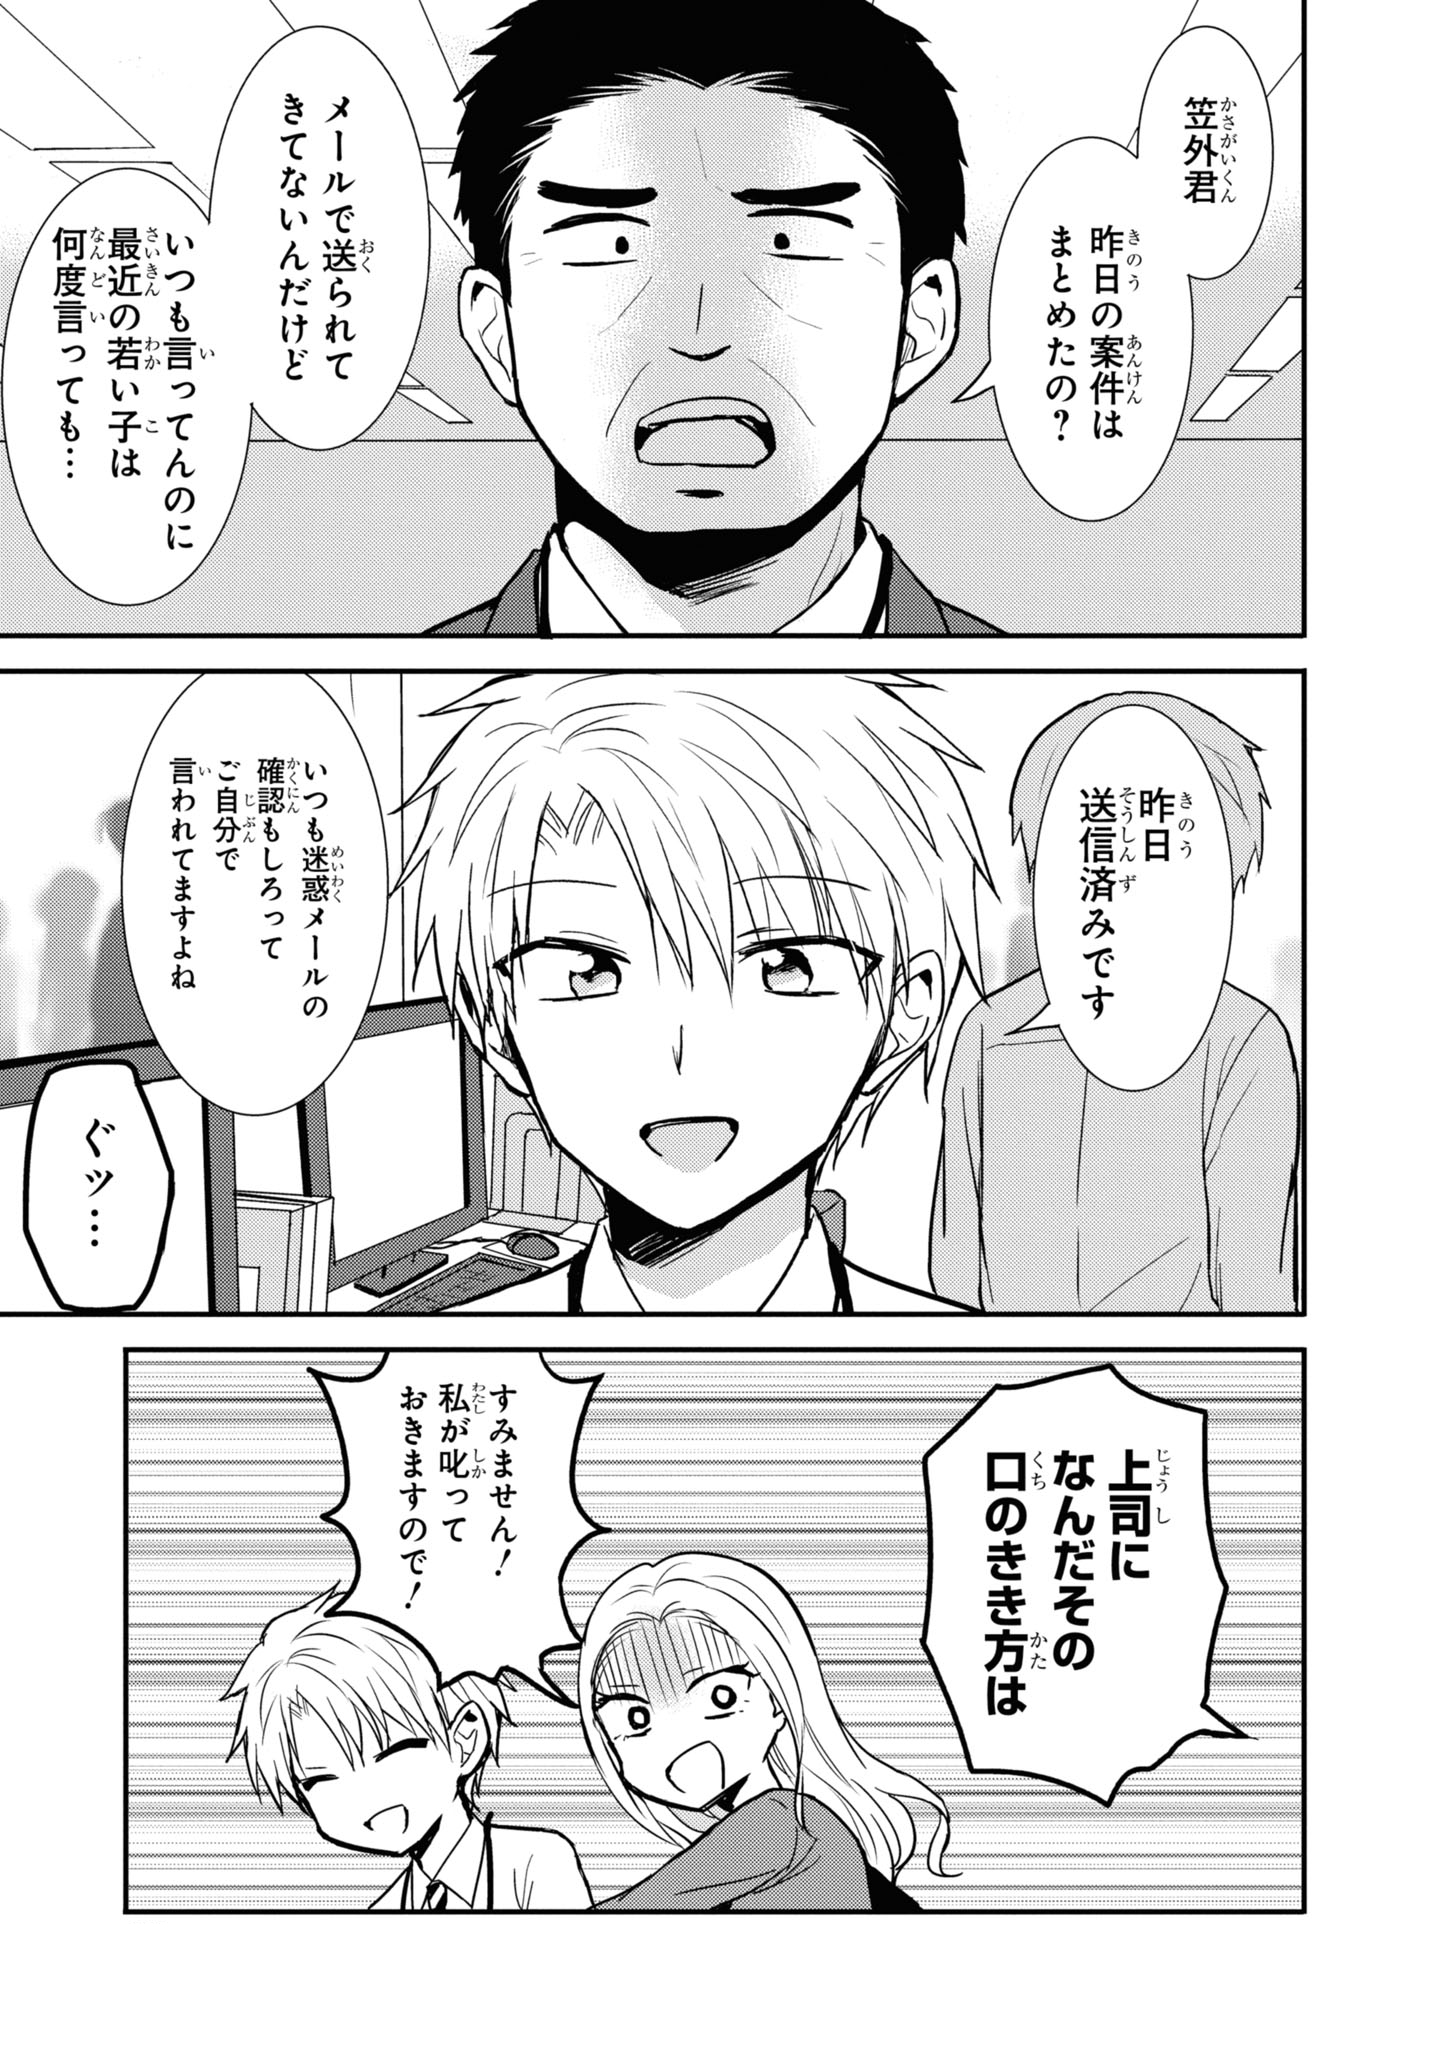 笠外君
昨日の案件は
まとめたの？
メールで送られて
きてないんだけど
いつも言ってんのに
最近の若い子は
何度言っても…
昨日
送信済みです
いつも迷惑メールの
確認もしろって
ご自分で
言われてますよね
ぐッ…
上司に
なんだその
口のきき方は
すみません！
私が叱って
おきますので！